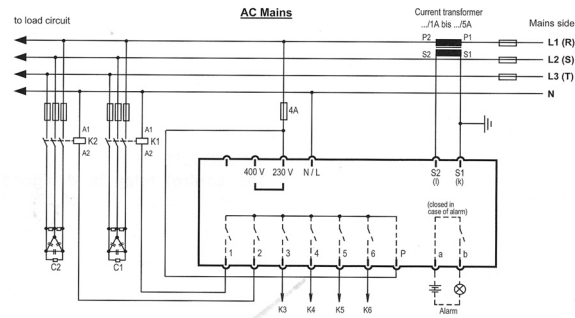 AC Mains
Current transformer
.../1A bis .../5A
to load circuit
Mains side
P2 P1
L1 (R)
S2 S1
L2 (S)
L3 (T)
N
4A
A1 K2 A2
A1 K1 A2
400 V 230 V N / L
S2 (l)
S1 (k)
(closed in
case of alarm)
1 2 3 4 5 6 P a b
C2 C1
K3 K4 K5 K6
Alarm